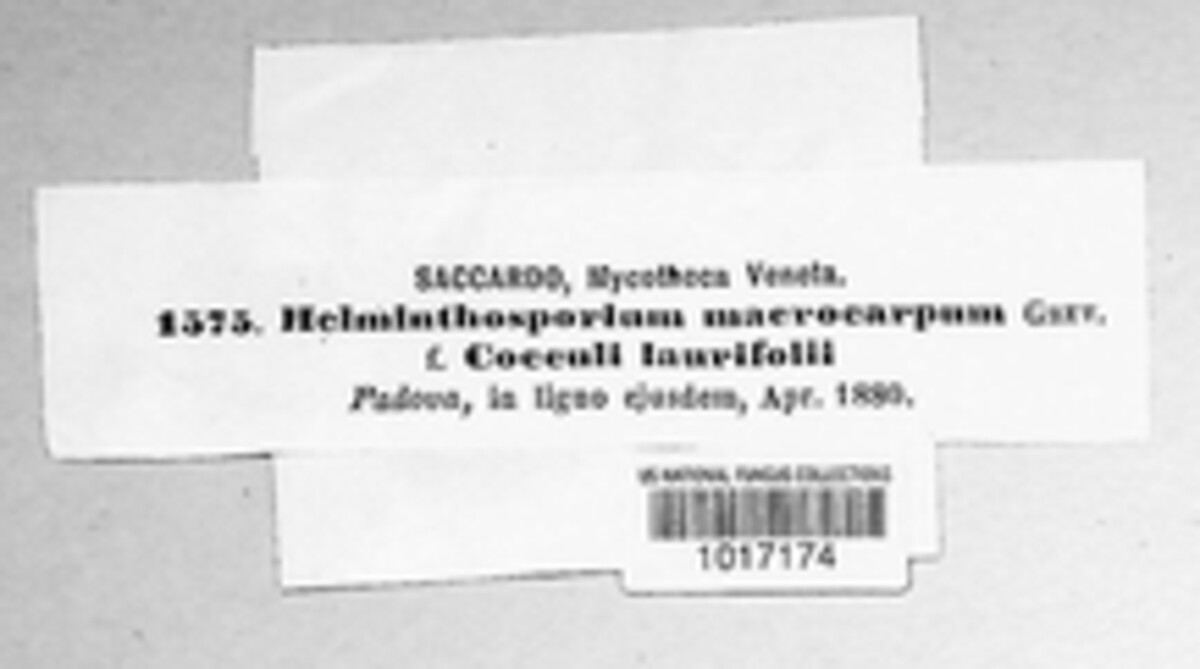 SACCARDO, Mycotheca Veneta.
1575. Helminthosporium macrocarpum GREV.
f. Cocculi laurifolii
Padova, in ligno ejusdem, Apr. 1880.
US NATIONAL FUNGUS COLLECTIONS
1017174